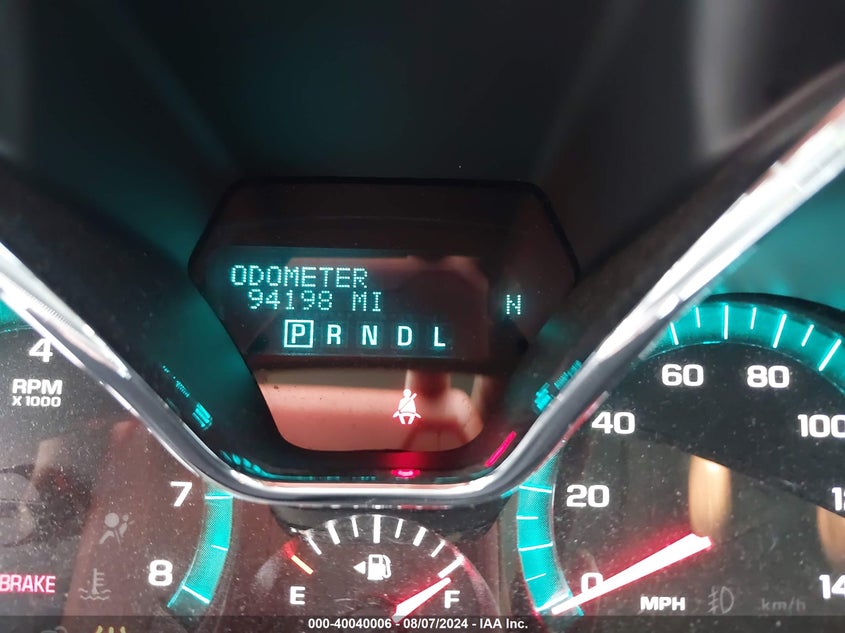 ODOMETER
94198 MI
N
P R N D L
4
RPM
X 1000
7
8
BRAKE
E
F
0
20
40
60
80
100
MPH
km/h
000-40040006 - 08/07/2024 - IAA Inc.